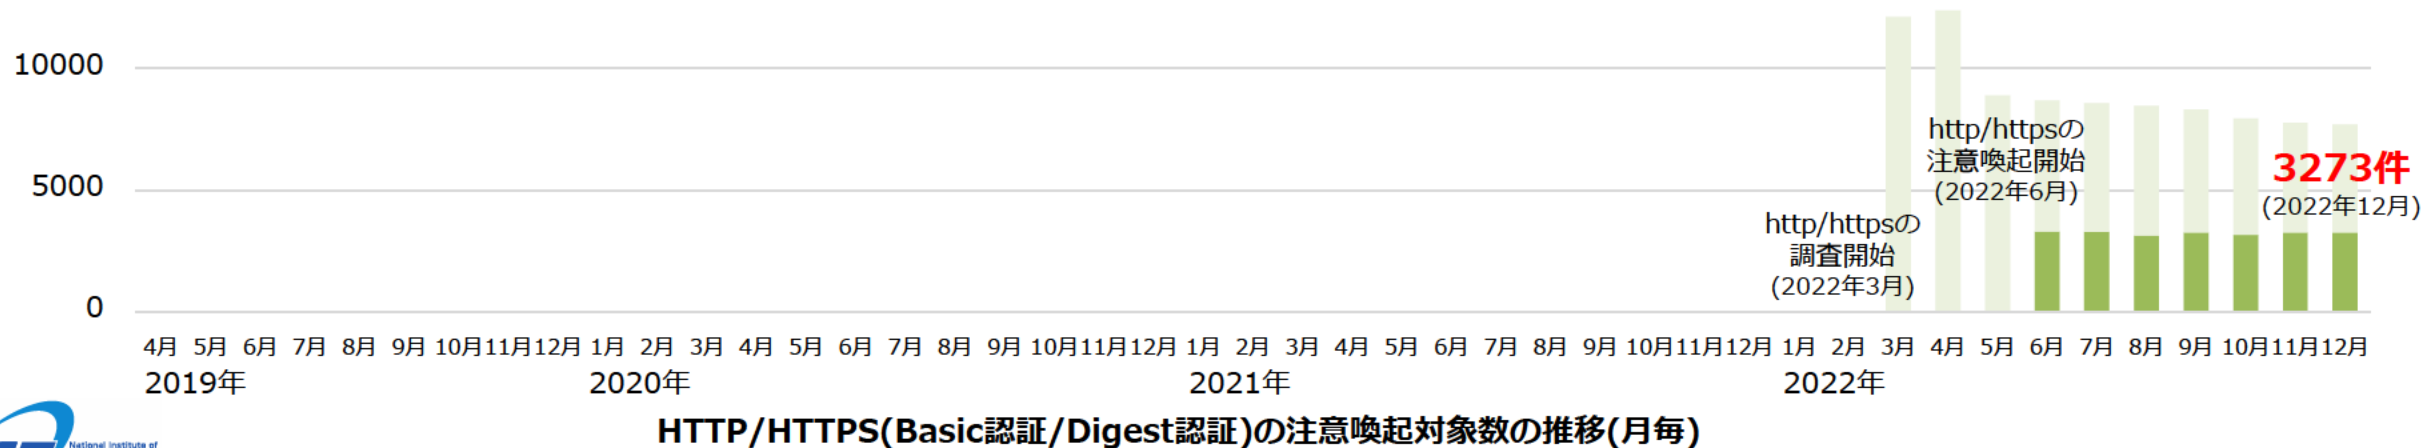 10000
5000
0
http/httpsの
調査開始
(2022年3月)
http/httpsの
注意喚起開始
(2022年6月)
3273件
(2022年12月)
4月 5月 6月 7月 8月 9月 10月 11月 12月 1月 2月 3月 4月 5月 6月 7月 8月 9月 10月 11月 12月 1月 2月 3月 4月 5月 6月 7月 8月 9月 10月 11月 12月 1月 2月 3月 4月 5月 6月 7月 8月 9月 10月 11月 12月
2019年 2020年 2021年 2022年
HTTP/HTTPS(Basic認証/Digest認証)の注意喚起対象数の推移(月毎)
National Institute of